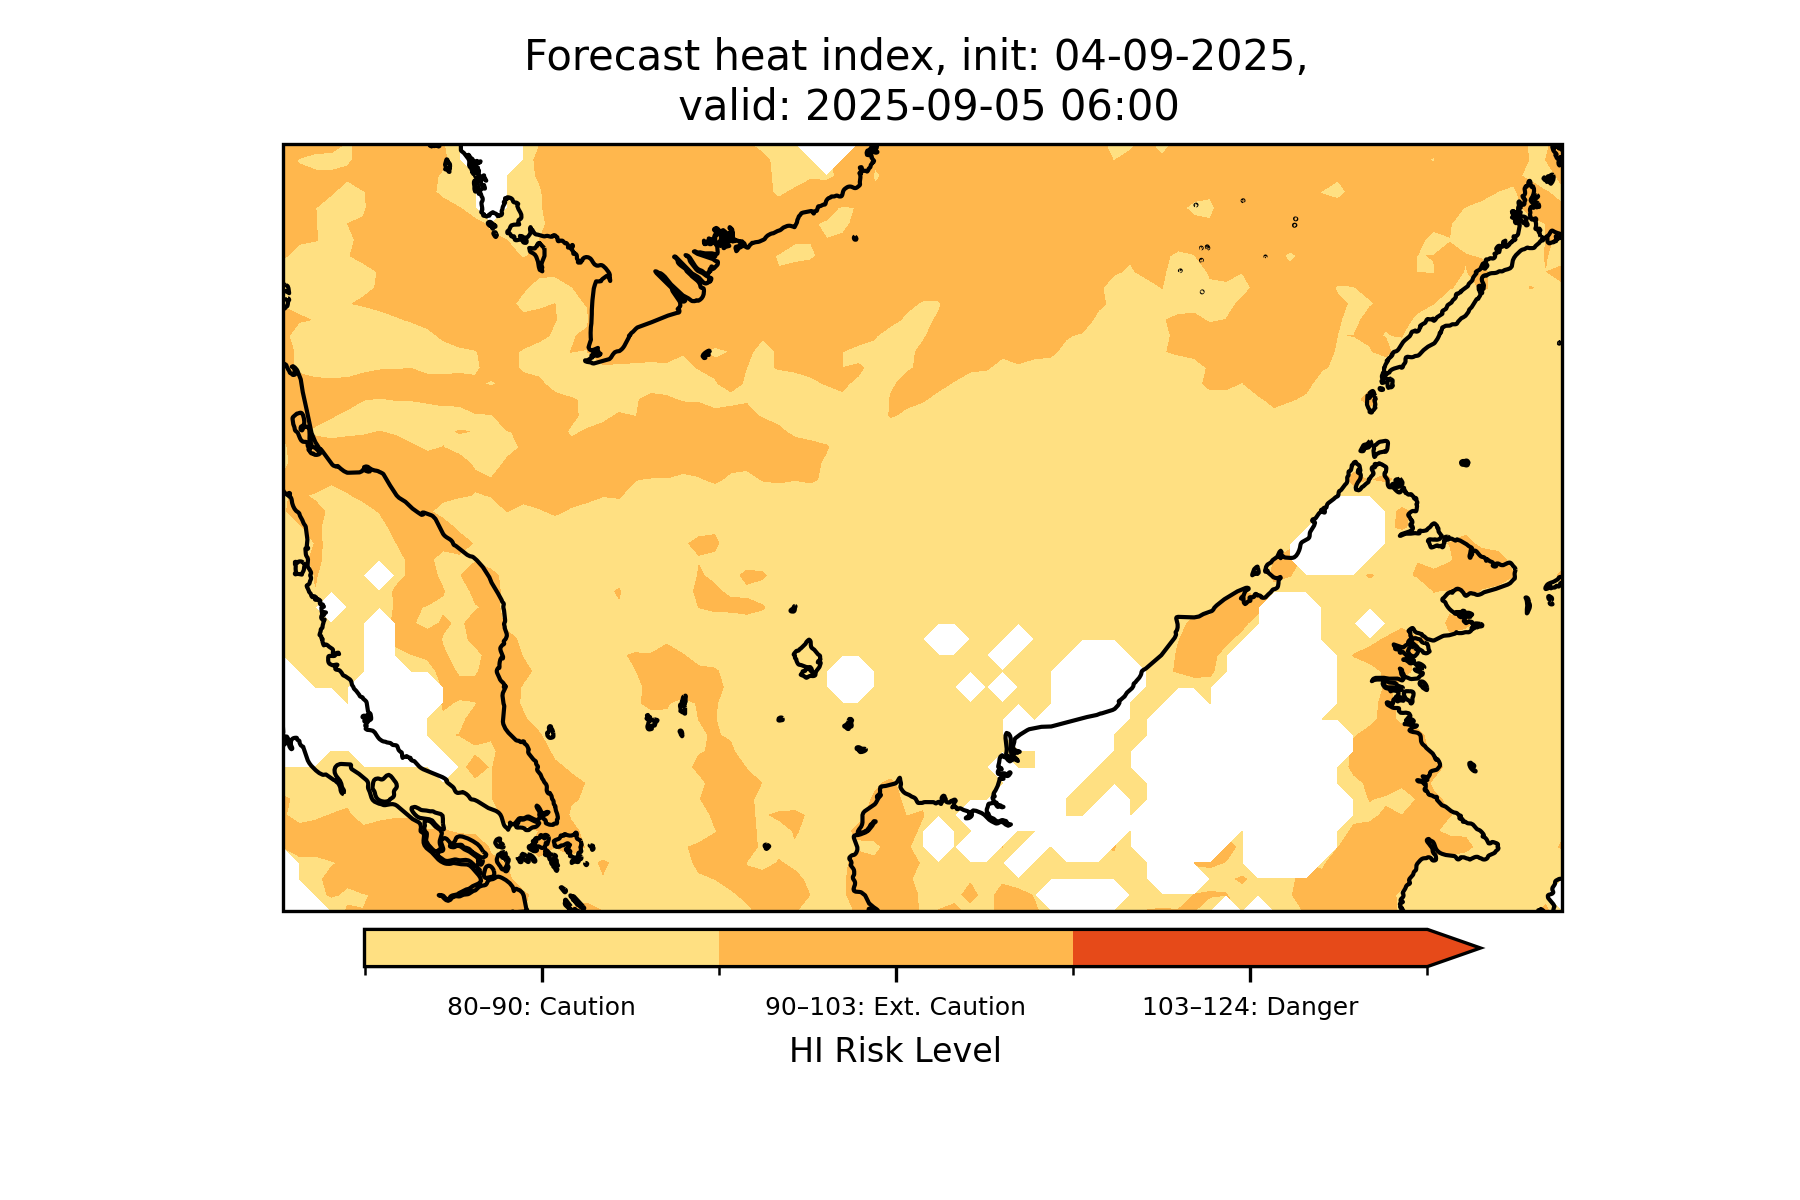 Forecast heat index, init: 04-09-2025,
valid: 2025-09-05 06:00
80–90: Caution
90–103: Ext. Caution
103–124: Danger
HI Risk Level